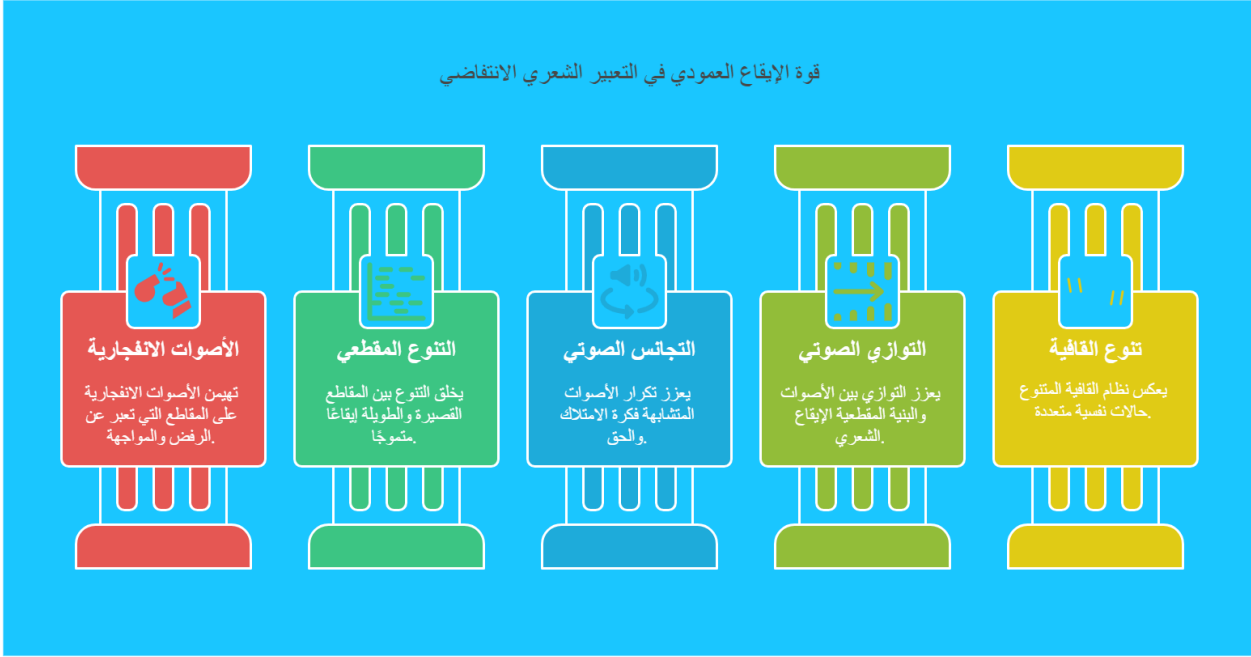 قوة الإيقاع العمودي في التعبير الشعري الانتفاضي
تنوع القافية
يعكس نظام القافية المتنوع
حالات نفسية متعددة.
التوازي الصوتي
يعزز التوازي بين الأصوات
والبنية المقطعية الإيقاع
الشعري.
التجانس الصوتي
يعزز تكرار الأصوات
المتشابهة فكرة الامتلاك
والحق.
التنوع المقطعي
يخلق التنوع بين المقاطع
القصيرة والطويلة إيقاعًا
متموجًا.
الأصوات الانفجارية
تهيمن الأصوات الانفجارية
على المقاطع التي تعبر عن
الرفض والمواجهة.